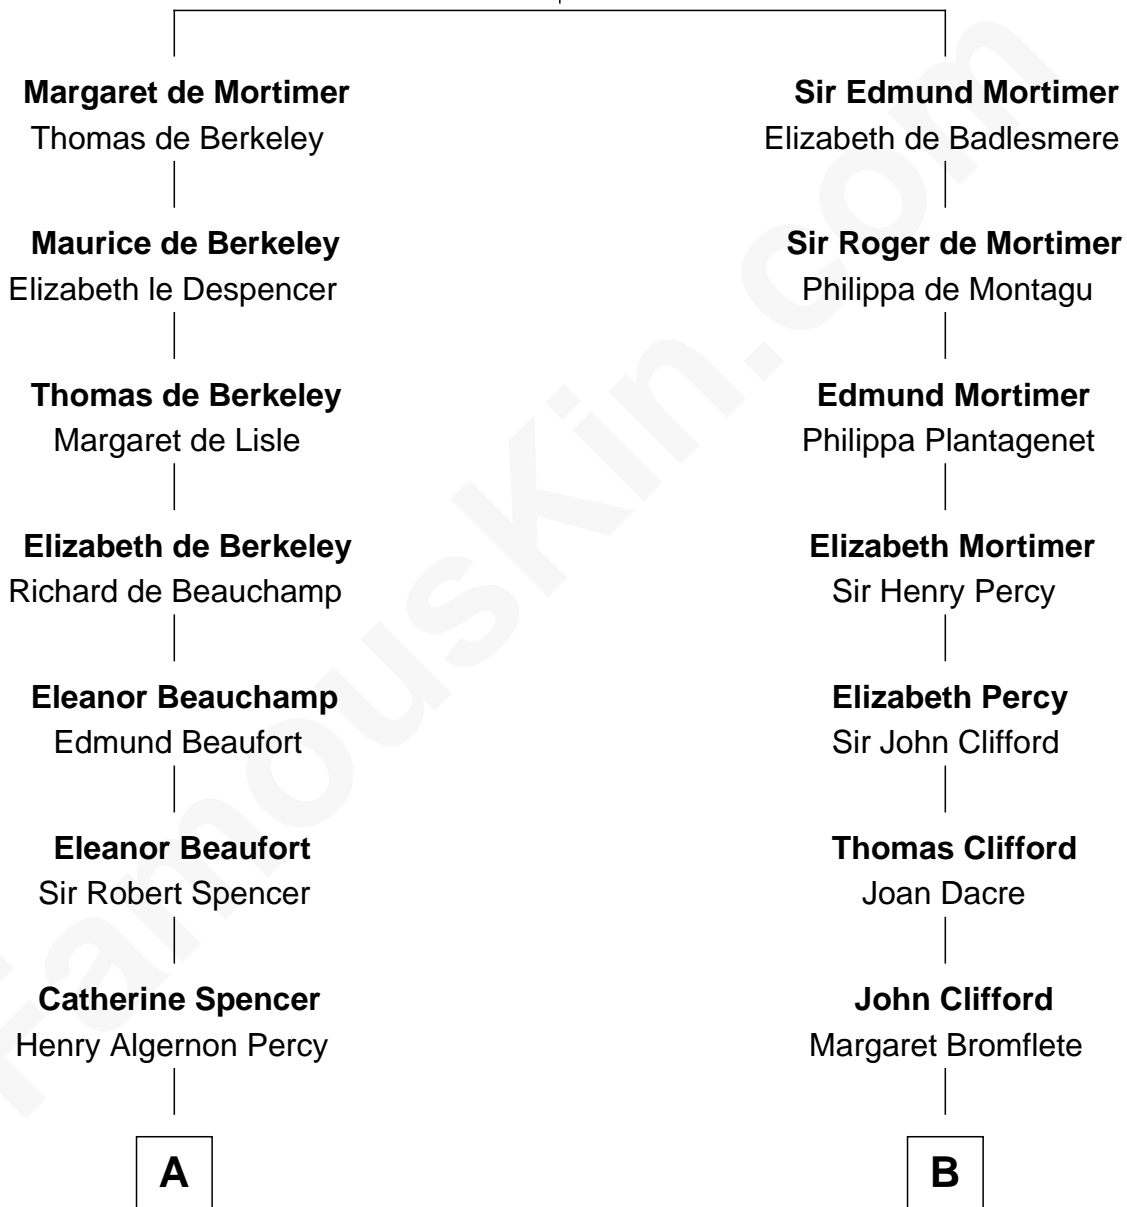 Margaret de Mortimer
Thomas de Berkeley
Sir Edmund Mortimer
Elizabeth de Badlesmere
Maurice de Berkeley
Elizabeth le Despencer
Sir Roger de Mortimer
Philippa de Montagu
Thomas de Berkeley
Margaret de Lisle
Edmund Mortimer
Philippa Plantagenet
Elizabeth de Berkeley
Richard de Beauchamp
Elizabeth Mortimer
Sir Henry Percy
Eleanor Beauchamp
Edmund Beaufort
Elizabeth Percy
Sir John Clifford
Eleanor Beaufort
Sir Robert Spencer
Thomas Clifford
Joan Dacre
Catherine Spencer
Henry Algernon Percy
John Clifford
Margaret Bromflete
A
B
FamousKin.com